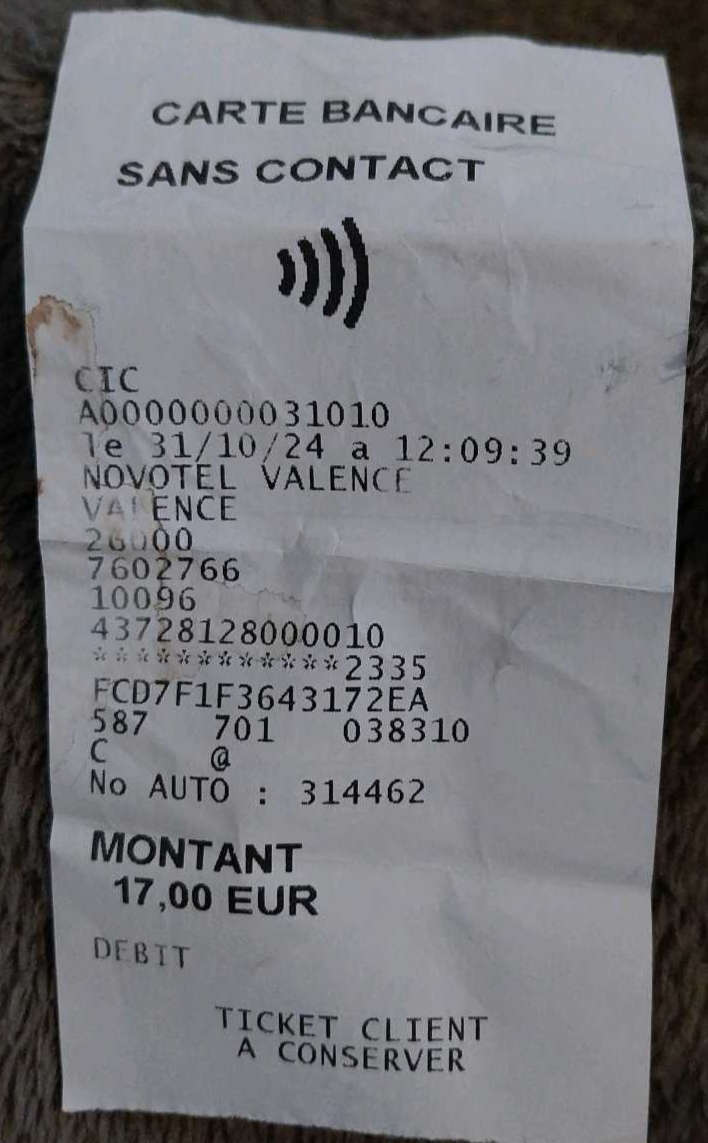 CARTE BANCAIRE
SANS CONTACT
CIC
A0000000031010
le 31/10/24 a 12:09:39
NOVOTEL VALENCE
VALENCE
26000
7602766
10096
43728128000010
************2335
FCD7F1F3643172EA
587 701 038310
C @
No AUTO : 314462
MONTANT
17,00 EUR
DEBIT
TICKET CLIENT
A CONSERVER